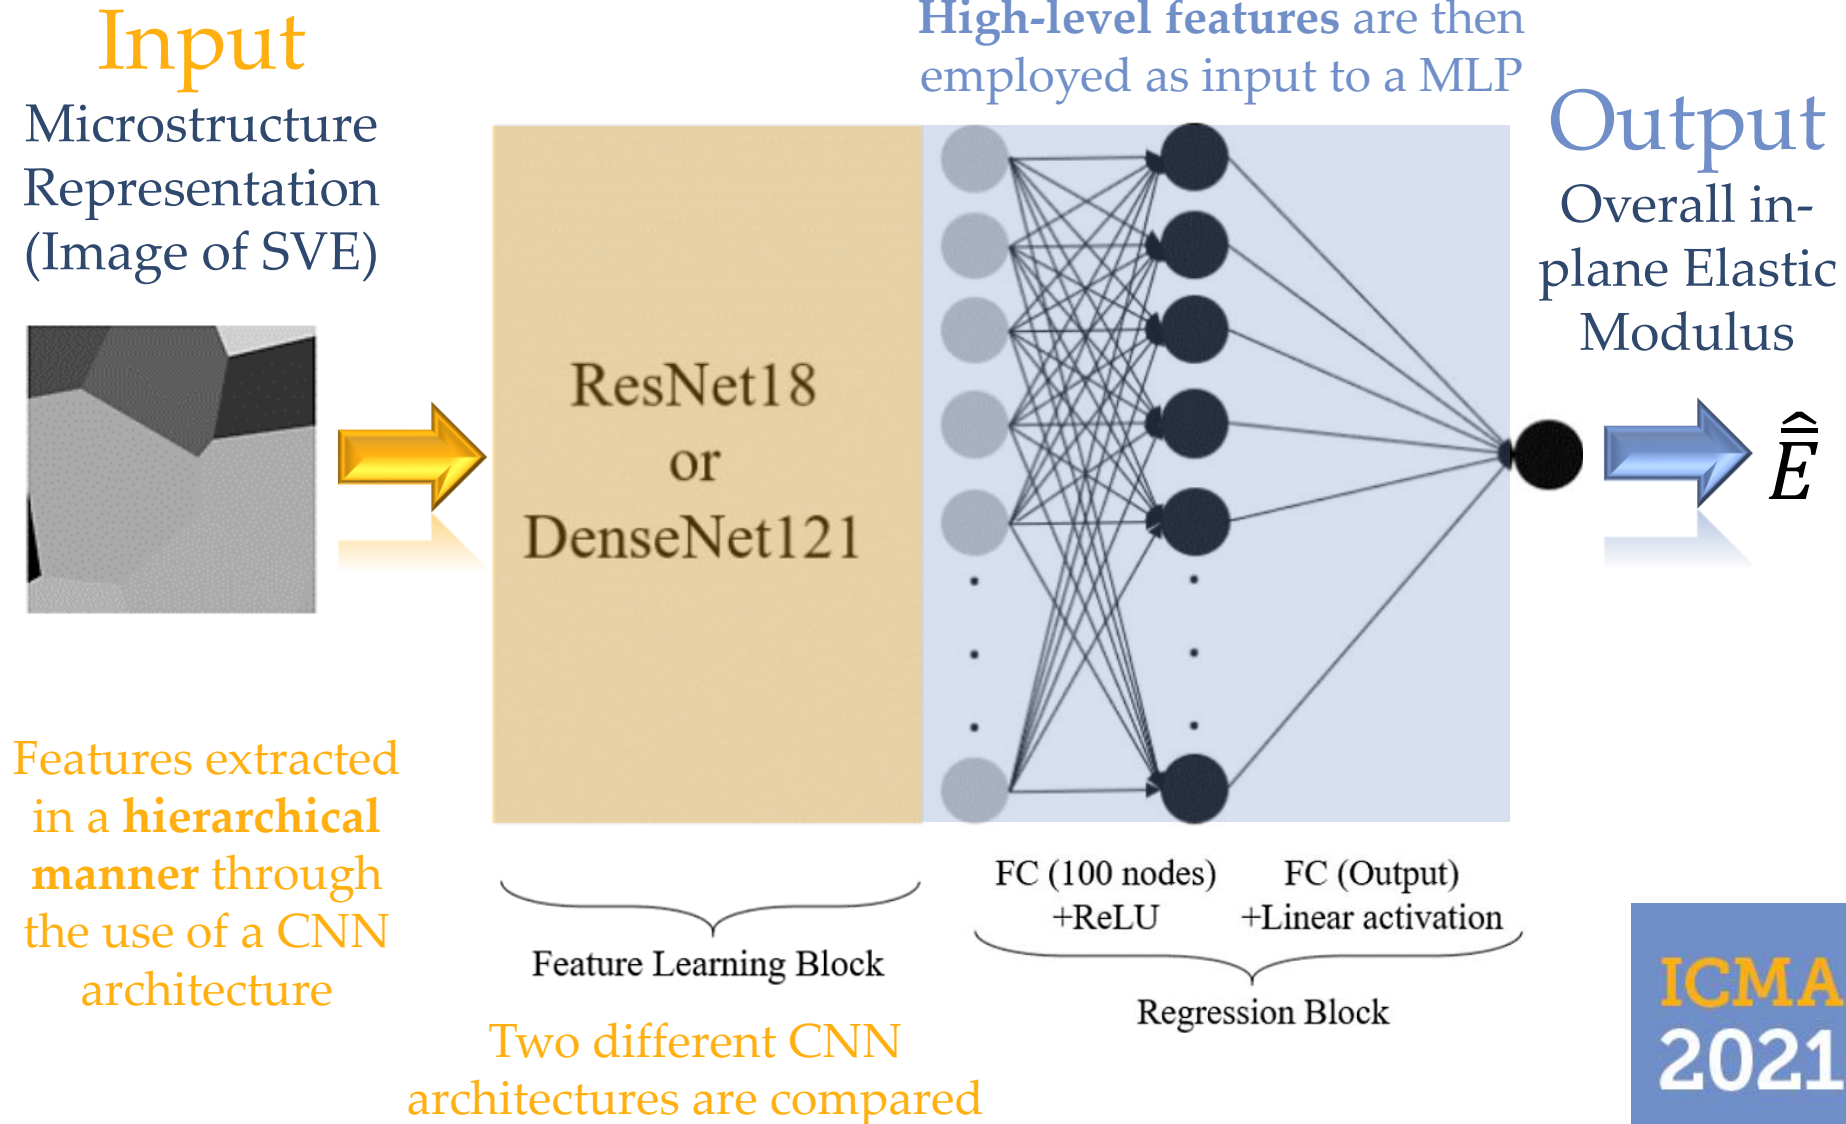 Input
Microstructure
Representation
(Image of SVE)
High-level features are then
employed as input to a MLP
Output
Overall in-
plane Elastic
Modulus
ResNet18
or
DenseNet121
E
Features extracted
in a hierarchical
manner through
the use of a CNN
architecture
FC (100 nodes)
+ReLU
FC (Output)
+Linear activation
Feature Learning Block
Regression Block
Two different CNN
architectures are compared
ICMA
2021